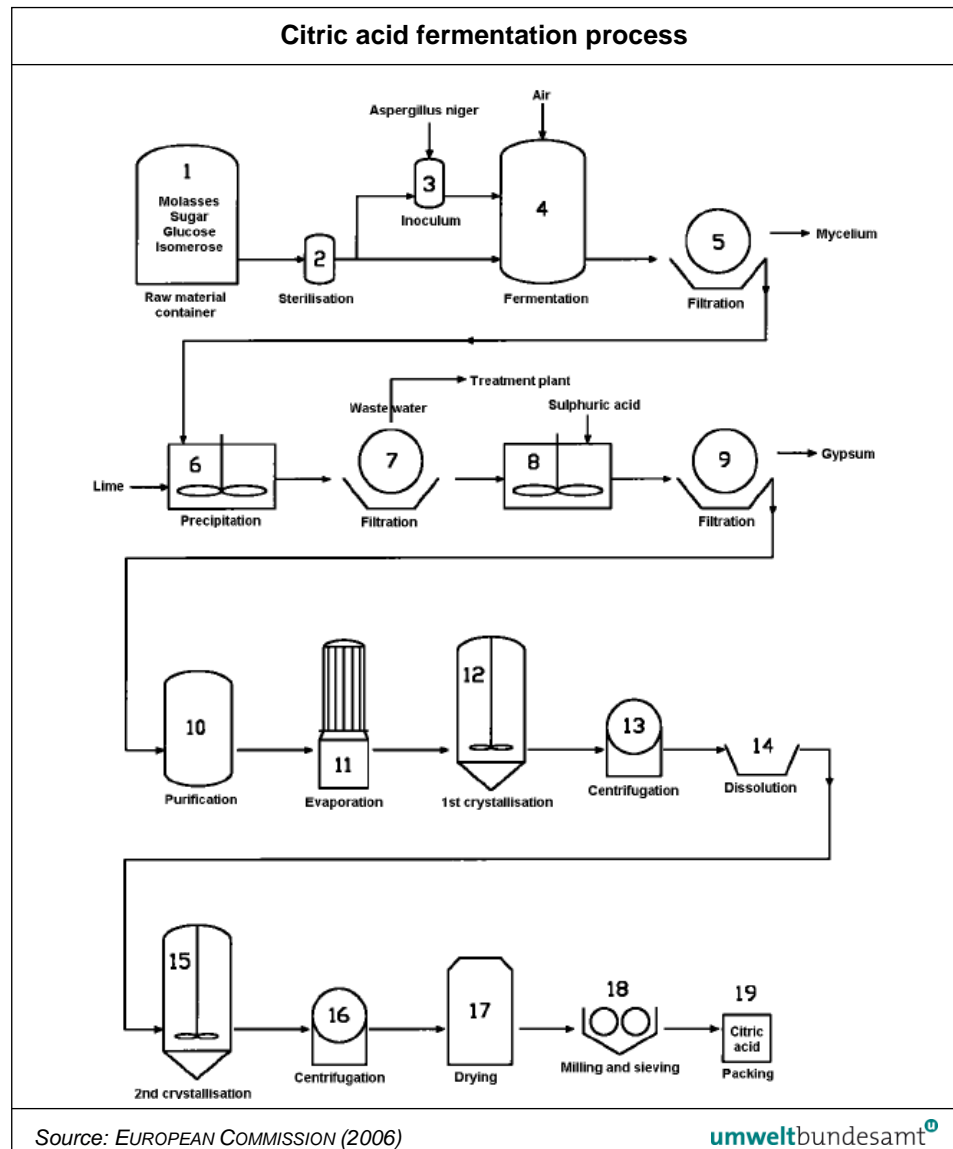 Citric acid fermentation process
Air
Aspergillus niger
1
Molasses
Sugar
Glucose
Isomerose
Raw material
container
2
Sterilisation
3
Inoculum
4
Fermentation
5
Filtration
Mycelium
Treatment plant
Waste water
Sulphuric acid
Lime
6
Precipitation
7
Filtration
8
9
Filtration
Gypsum
10
Purification
11
Evaporation
12
1st crystallisation
13
Centrifugation
14
Dissolution
15
2nd crystallisation
16
Centrifugation
17
Drying
18
Milling and sieving
19
Citric
acid
Packing
Source: EUROPEAN COMMISSION (2006)
umweltbundesamt